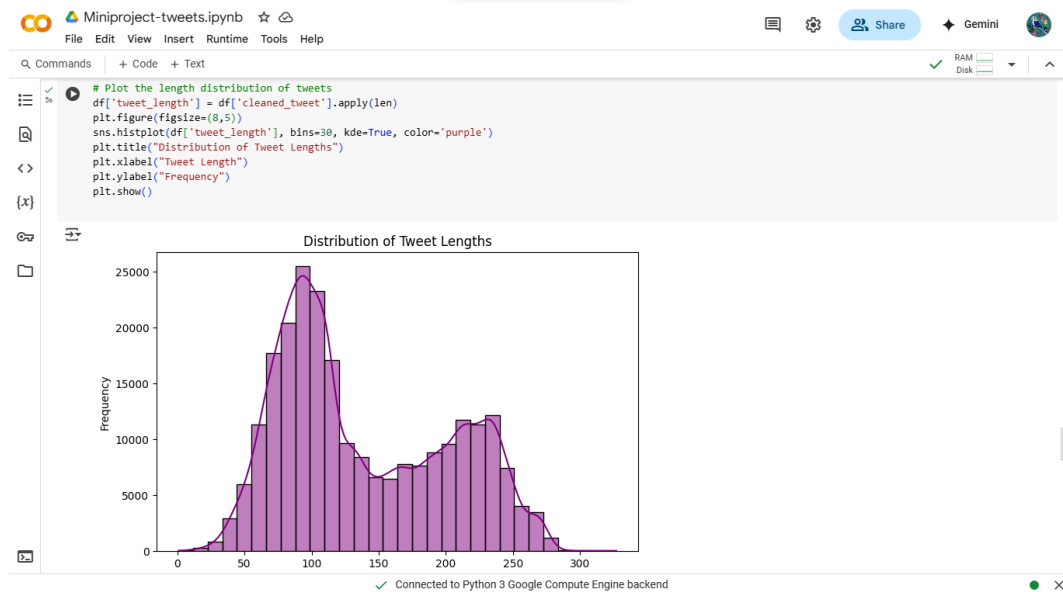 Miniproject-tweets.ipynb
File Edit View Insert Runtime Tools Help
Share
Gemini
Commands + Code + Text
RAM
Disk
5s
# Plot the length distribution of tweets
df['tweet_length'] = df['cleaned_tweet'].apply(len)
plt.figure(figsize=(8,5))
sns.histplot(df['tweet_length'], bins=30, kde=True, color='purple')
plt.title("Distribution of Tweet Lengths")
plt.xlabel("Tweet Length")
plt.ylabel("Frequency")
plt.show()
{x}
Distribution of Tweet Lengths
25000
20000
15000
10000
5000
0
Frequency
0 50 100 150 200 250 300
Connected to Python 3 Google Compute Engine backend